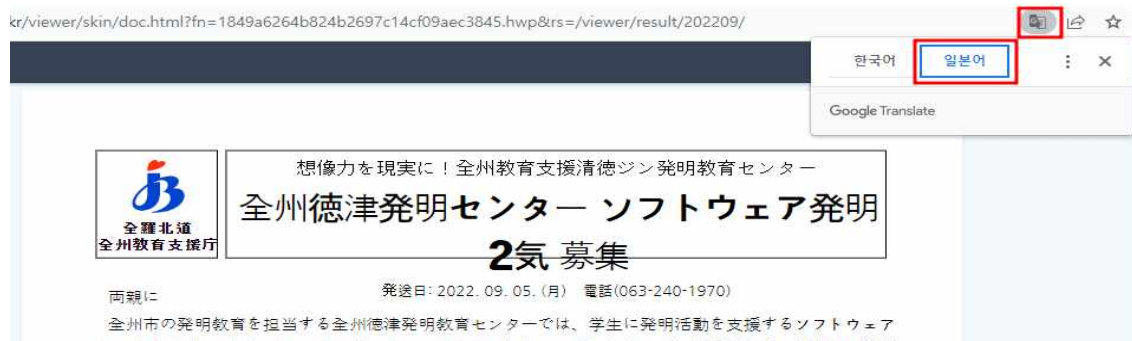 kr/viewer/skin/doc.html?fn=1849a6264b824b2697c14cf09aec3845.hwp&rs=/viewer/result/202209/
한국어 일본어
Google Translate
想像力を現実に！全州教育支援清徳ジン発明教育センター
全州徳津発明センター ソフトウェア発明
2気 募集
全羅北道
全州教育支援庁
発送日: 2022. 09. 05. (月) 電話(063-240-1970)
両親に
全州市の発明教育を担当する全州徳津発明教育センターでは、学生に発明活動を支援するソフトウェア